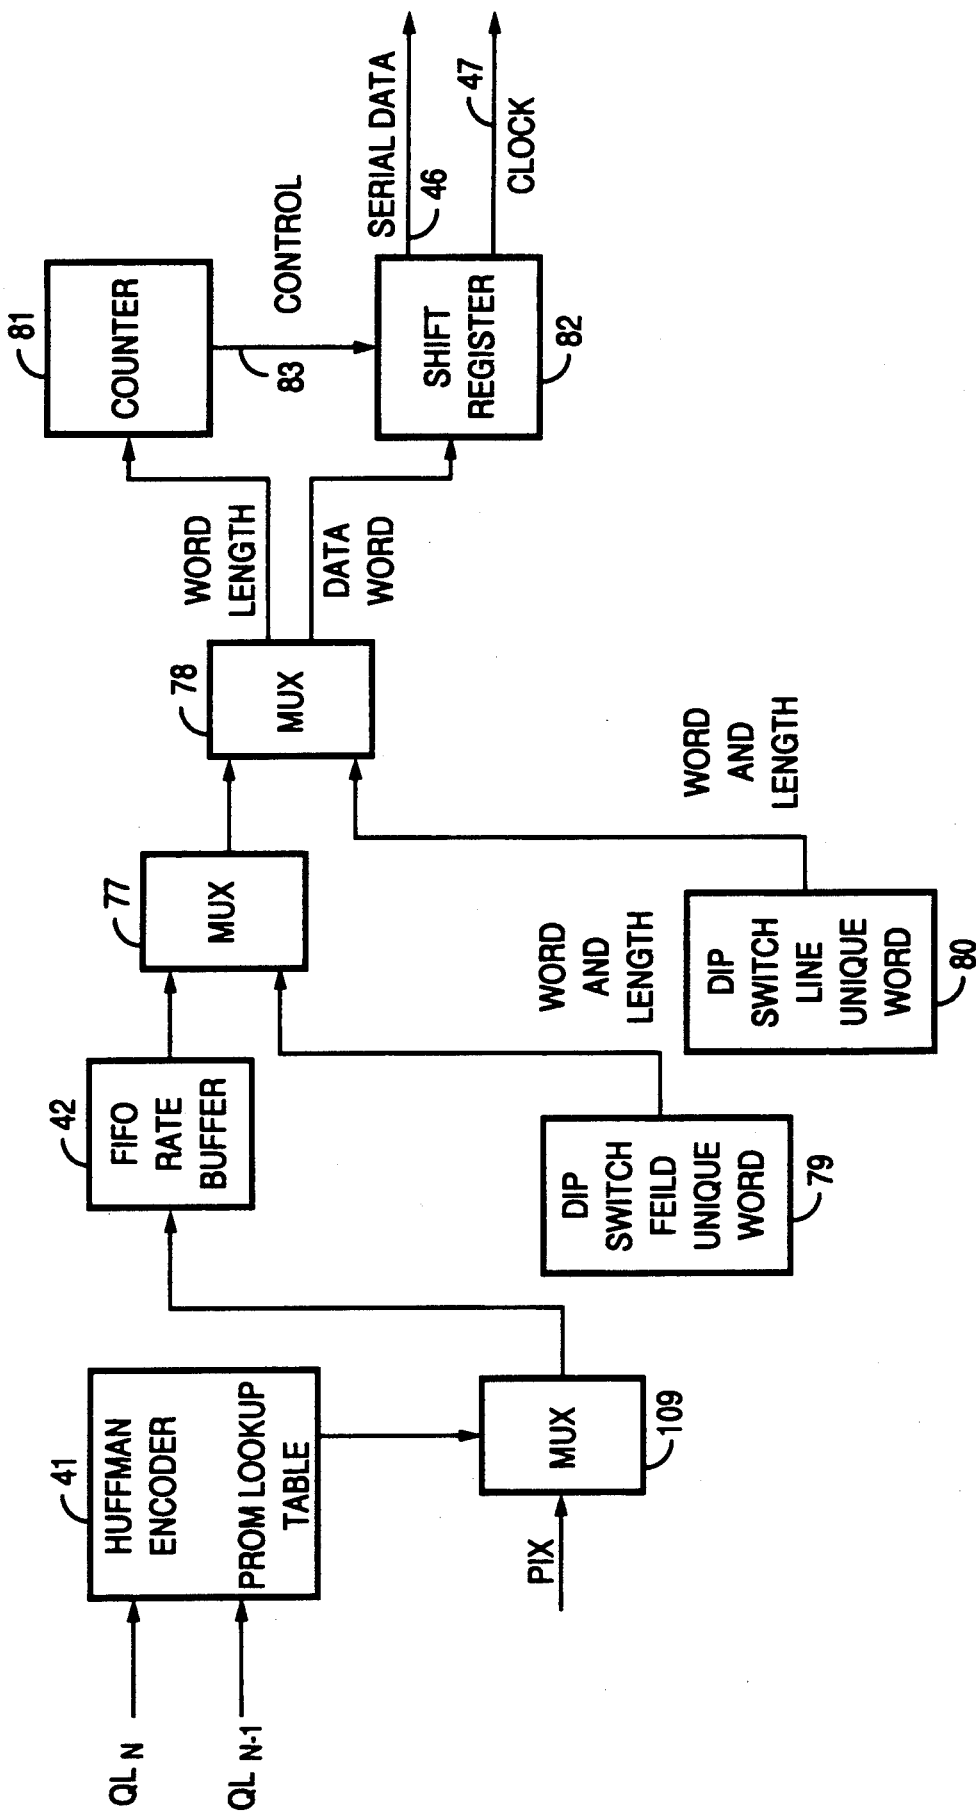 QL N
QL N-1
41
HUFFMAN
ENCODER
PROM LOOKUP
TABLE
PIX
MUX
109
42
FIFO
RATE
BUFFER
DIP
SWITCH
FEILD
UNIQUE
WORD
79
WORD
AND
LENGTH
77
MUX
DIP
SWITCH
LINE
UNIQUE
WORD
80
WORD
AND
LENGTH
78
MUX
WORD
LENGTH
DATA
WORD
81
COUNTER
83
CONTROL
SHIFT
REGISTER
82
SERIAL DATA
46
47
CLOCK